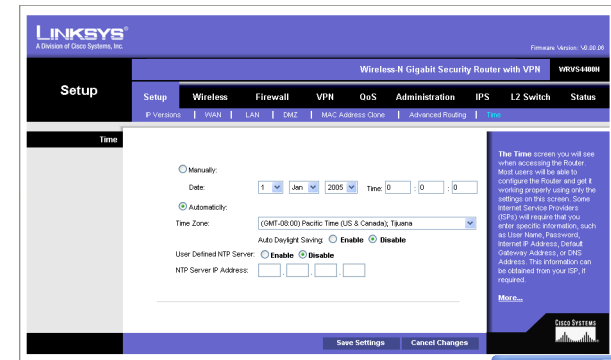 LINKSYS®
A Division of Cisco Systems, Inc.
Firmware Version: V0.00.06
Wireless-N Gigabit Security Router with VPN WRVS4400N
Setup
Setup Wireless Firewall VPN QoS Administration IPS L2 Switch Status
IP Versions | WAN | LAN | DMZ | MAC Address Clone | Advanced Routing | Time
Time
Manually:
Date: 1 Jan 2005 Time: 0 : 0 : 0
Automaticlly:
Time Zone: (GMT-08:00) Pacific Time (US & Canada); Tijuana
Auto Daylight Saving: Enable Disable
User Defined NTP Server: Enable Disable
NTP Server IP Address: . . .
Save Settings Cancel Changes
The Time screen you will see
when accessing the Router.
Most users will be able to
configure the Router and get it
working properly using only the
settings on this screen. Some
Internet Service Providers
(ISPs) will require that you
enter specific information, such
as User Name, Password,
Internet IP Address, Default
Gateway Address, or DNS
Address. This information can
be obtained from your ISP, if
required.
More...
CISCO SYSTEMS